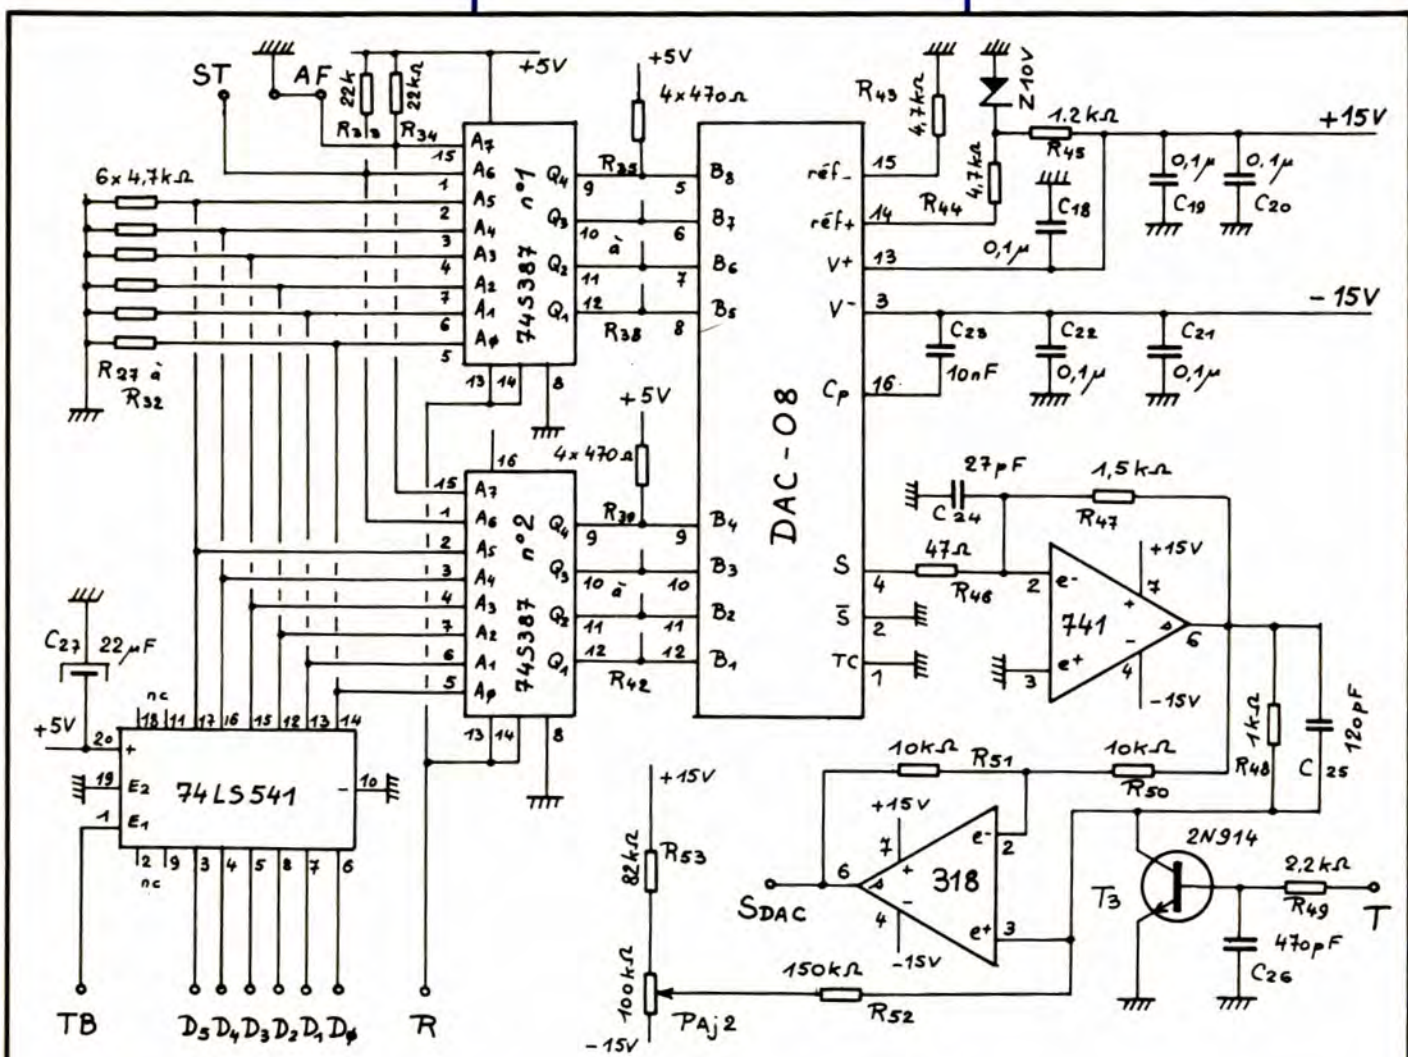 ST
AF
22k
22kΩ
+5V
R33
R34
6x4,7kΩ
R27 à
R32
A7
15
A6
1
A5
2
A4
3
A3
4
A2
7
A1
6
Aφ
5
74S387 n°1
Q4
9
Q3
10
Q2
11
Q1
12
13
14
8
+5V
4x470Ω
R35
à
R38
5
6
7
8
B8
B7
B6
B5
DAC-08
B4
B3
B2
B1
réf-
15
réf+
14
V+
13
V-
3
Cp
16
S
4
S̅
2
TC
1
R43
4,7kΩ
Z10V
1.2kΩ
R45
+15V
4,7kΩ
R44
C18
0,1μ
0,1μ
C19
0,1μ
C20
-15V
C23
10nF
C22
0,1μ
C21
0,1μ
16
15
A7
1
A6
2
A5
3
A4
4
A3
7
A2
6
A1
5
Aφ
74S387 n°2
Q4
9
Q3
10
Q2
11
Q1
12
13
14
8
+5V
4x470Ω
R39
à
R42
9
10
11
12
27pF
C24
1,5kΩ
R47
47Ω
R46
2
e-
741
e+
3
+15V
7
+
-
4
-15V
s
6
1kΩ
R48
120pF
C25
C27
22μF
+5V
nc
18
11
17
16
15
12
13
14
20
+
19
E2
1
E1
74LS541
-
10
2
nc
9
3
4
5
8
7
6
TB
D5
D4
D3
D2
D1
Dφ
R
10kΩ
R51
10kΩ
R50
+15V
7
+
e-
2
318
s
6
-
4
-15V
e+
3
SDAC
+15V
82kΩ
R53
100kΩ
PAj2
-15V
150kΩ
R52
2N914
T3
2,2kΩ
R49
T
470pF
C26